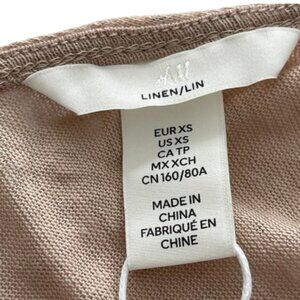 H&M
LINEN/LIN
EUR XS
US XS
CA TP
MX XCH
CN 160/80A
MADE IN
CHINA
FABRIQUÉ EN
CHINE